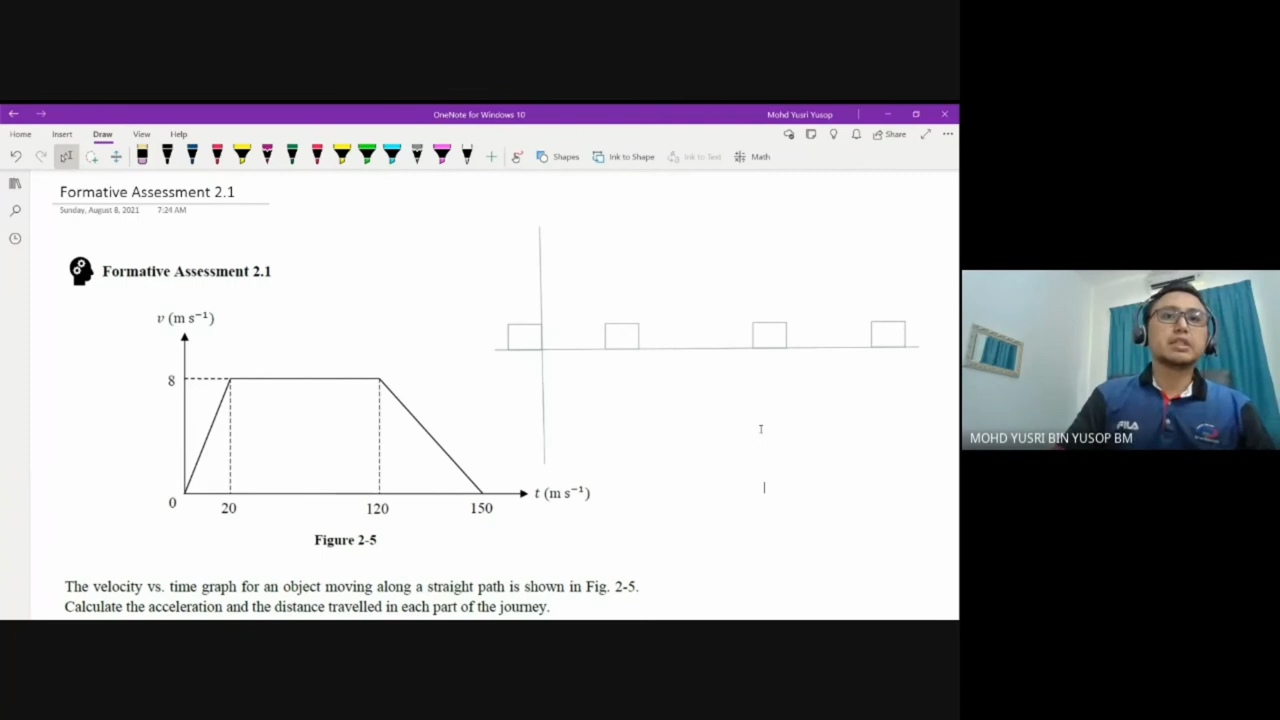 OneNote for Windows 10
Mohd Yusri Yusop
Home Insert Draw View Help
Share
Shapes Ink to Shape Ink to Text Math
Formative Assessment 2.1
Sunday, August 8, 2021 7:24 AM
Formative Assessment 2.1
v (m s⁻¹)
8
0 20 120 150 t (m s⁻¹)
Figure 2-5
The velocity vs. time graph for an object moving along a straight path is shown in Fig. 2-5.
Calculate the acceleration and the distance travelled in each part of the journey.
FILA
MOHD YUSRI BIN YUSOP BM